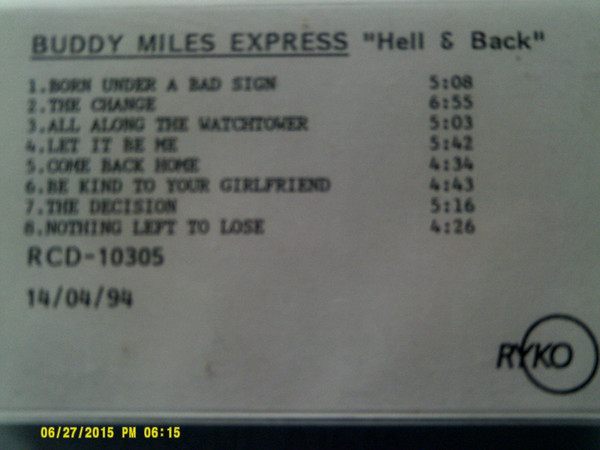 BUDDY MILES EXPRESS "Hell & Back"
1.BORN UNDER A BAD SIGN 5:08
2.THE CHANGE 6:55
3.ALL ALONG THE WATCHTOWER 5:03
4.LET IT BE ME 5:42
5.COME BACK HOME 4:34
6.BE KIND TO YOUR GIRLFRIEND 4:43
7.THE DECISION 5:16
8.NOTHING LEFT TO LOSE 4:26
RCD-10305
14/04/94
RYKO
06/27/2015 PM 06:15